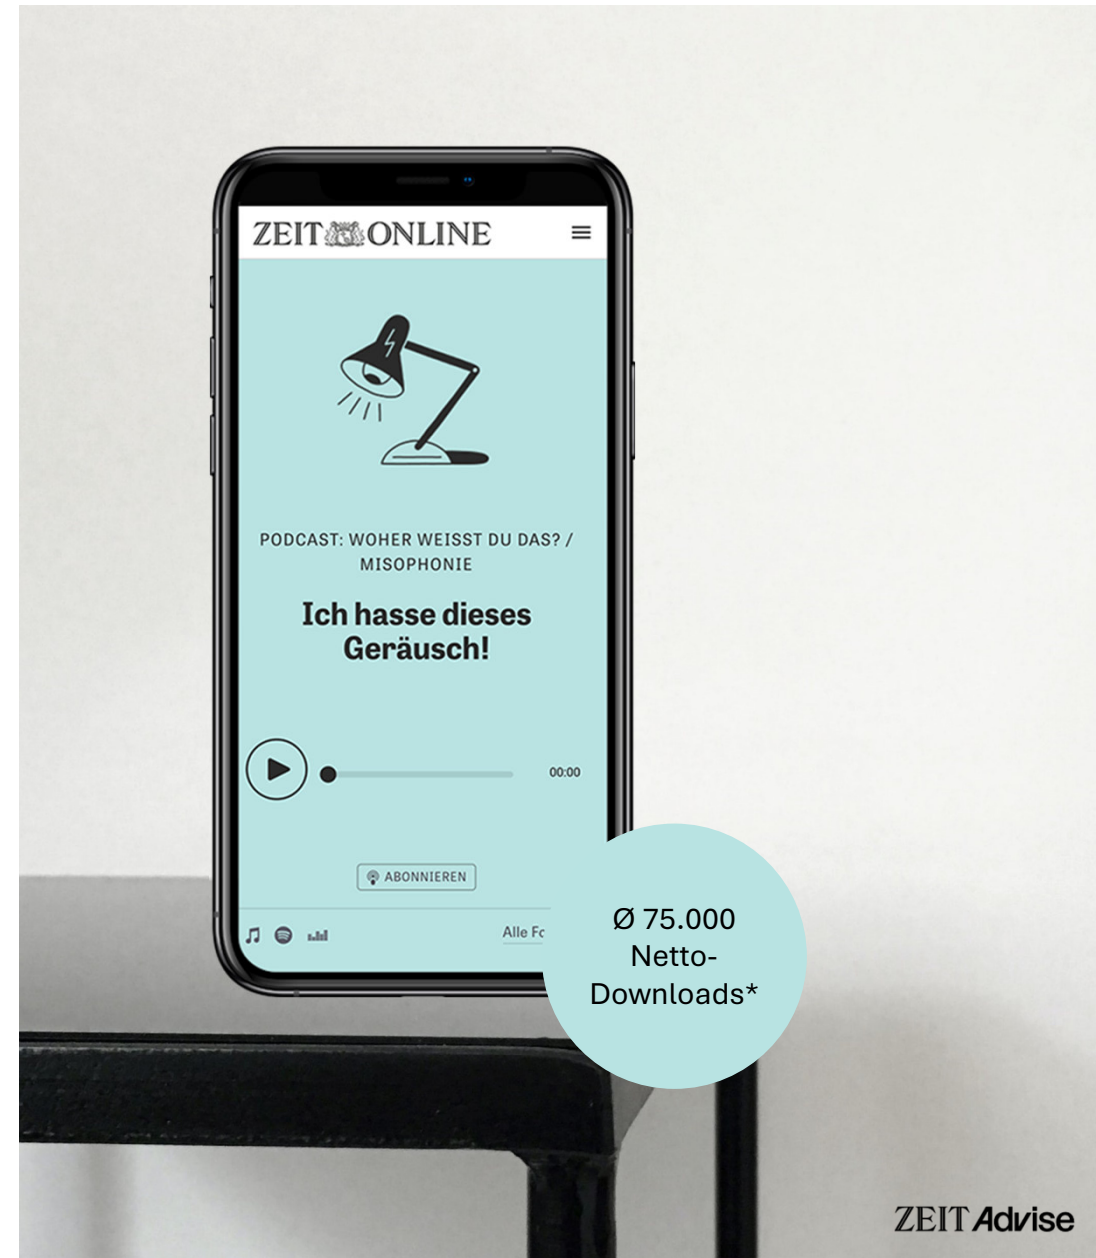 ZEIT ONLINE
PODCAST: WOHER WEISST DU DAS? /
MISOPHONIE
Ich hasse dieses
Geräusch!
00:00
ABONNIEREN
Alle
Ø 75.000
Netto-
Downloads*
ZEIT Advise